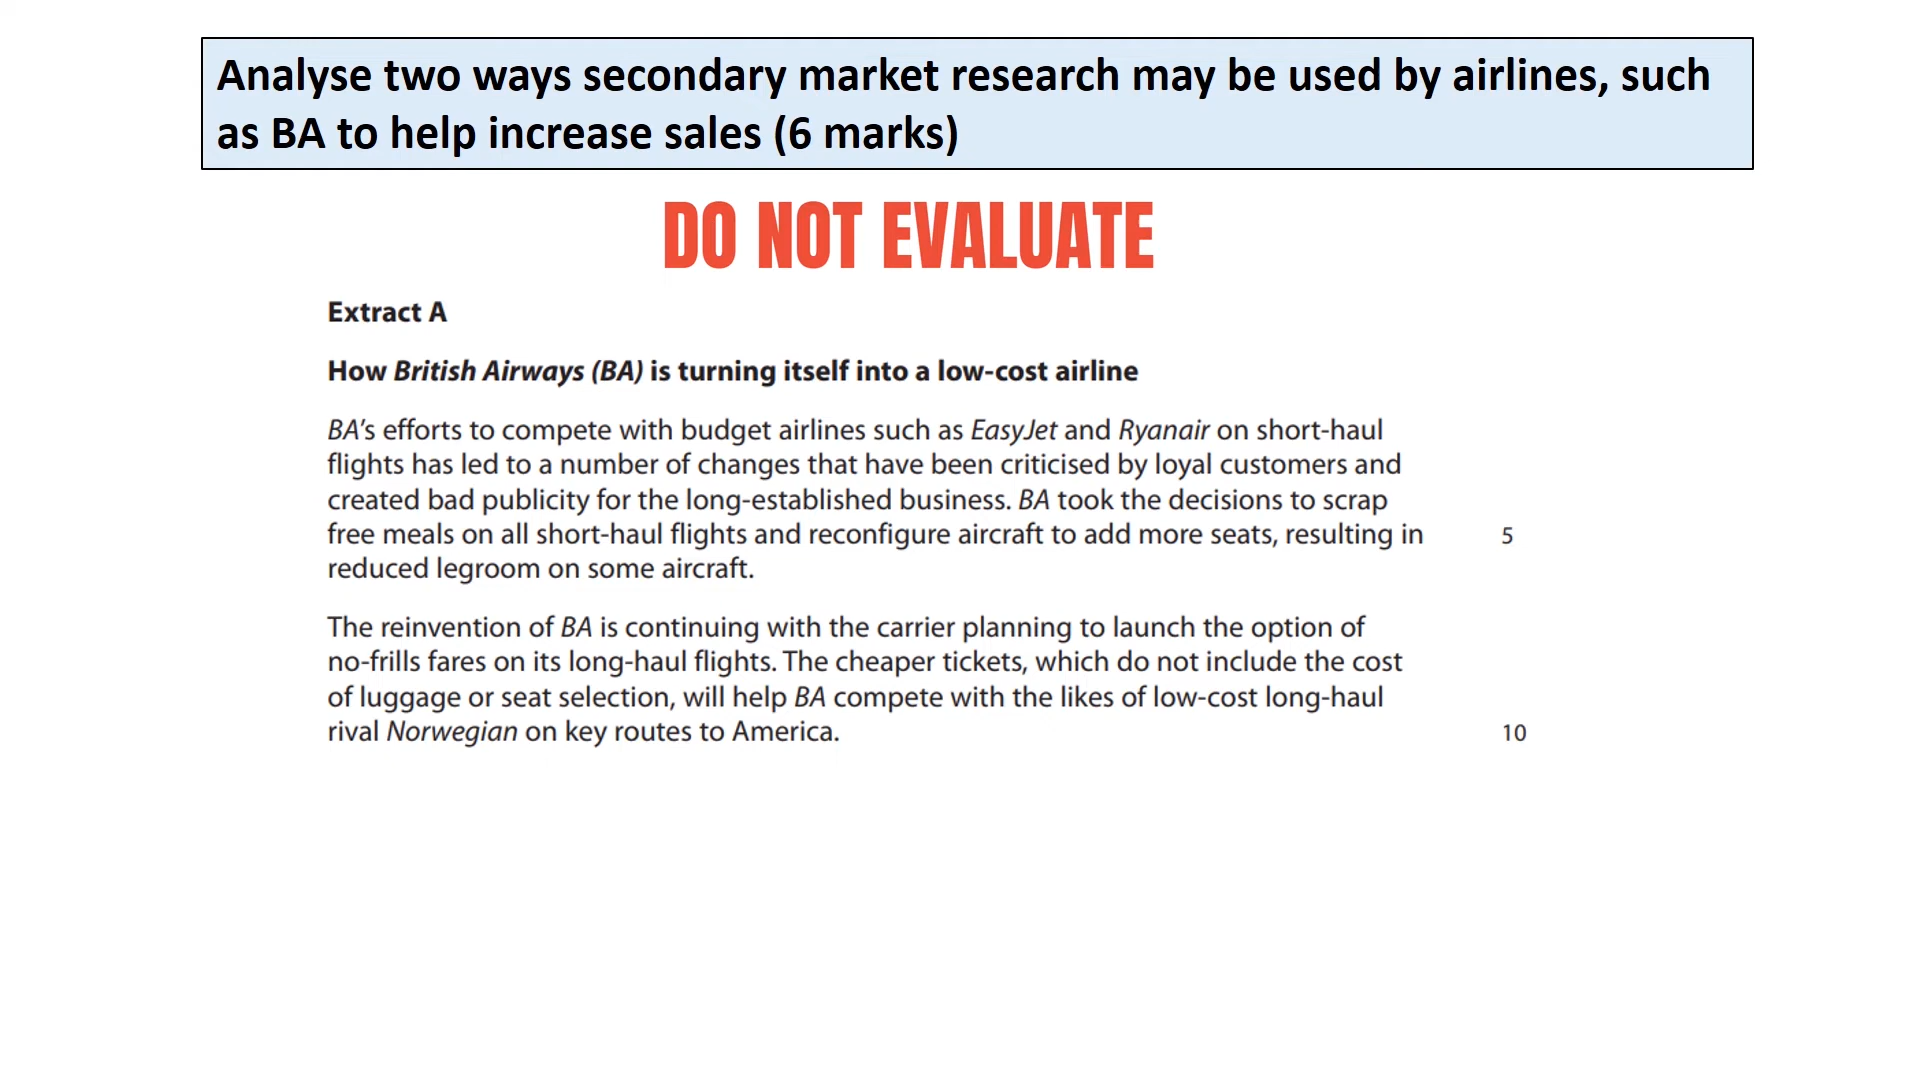 Analyse two ways secondary market research may be used by airlines, such
as BA to help increase sales (6 marks)
DO NOT EVALUATE
Extract A
How British Airways (BA) is turning itself into a low-cost airline
BA’s efforts to compete with budget airlines such as EasyJet and Ryanair on short-haul
flights has led to a number of changes that have been criticised by loyal customers and
created bad publicity for the long-established business. BA took the decisions to scrap
free meals on all short-haul flights and reconfigure aircraft to add more seats, resulting in 5
reduced legroom on some aircraft.
The reinvention of BA is continuing with the carrier planning to launch the option of
no-frills fares on its long-haul flights. The cheaper tickets, which do not include the cost
of luggage or seat selection, will help BA compete with the likes of low-cost long-haul
rival Norwegian on key routes to America. 10